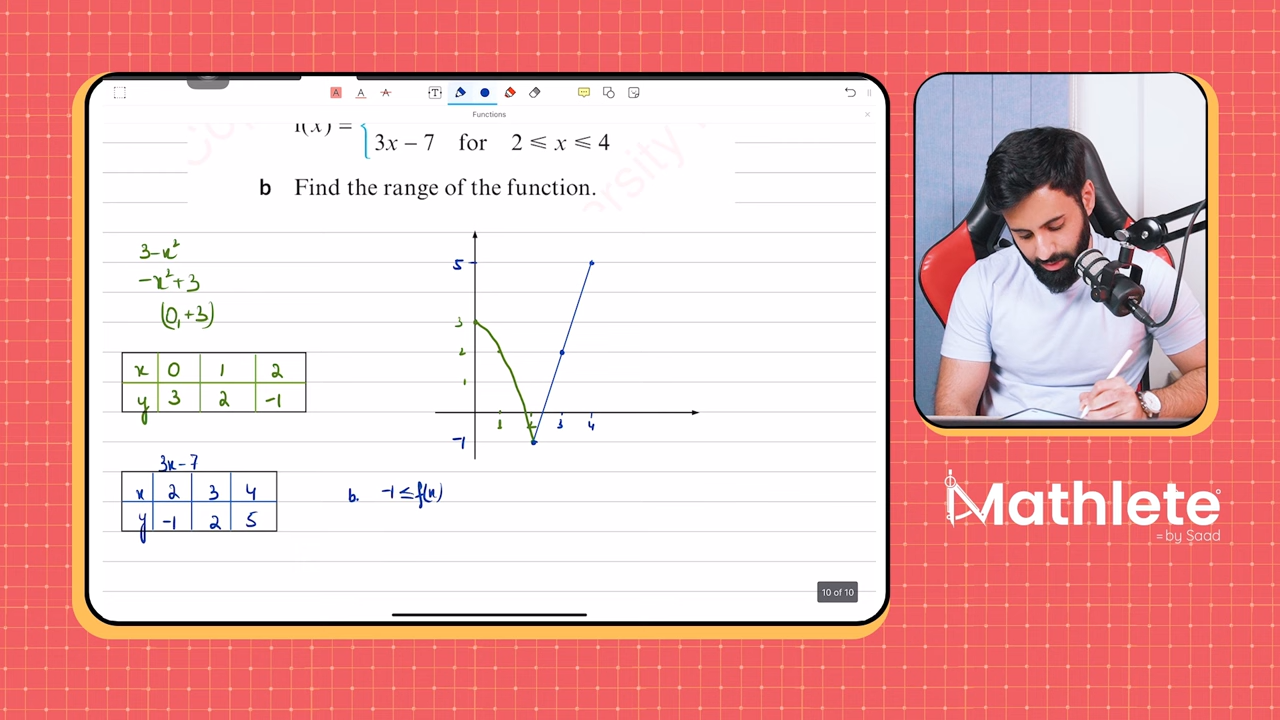 Functions
f(x) =
3x – 7 for 2 ⩽ x ⩽ 4
b Find the range of the function.
3-x²
-x²+3
(0,+3)
x 0 1 2
y 3 2 -1
3x-7
x 2 3 4
y -1 2 5
5
3
2
1
-1
1 2 3 4
b. -1 ≤ f(x)
10 of 10
Mathlete
= by Saad